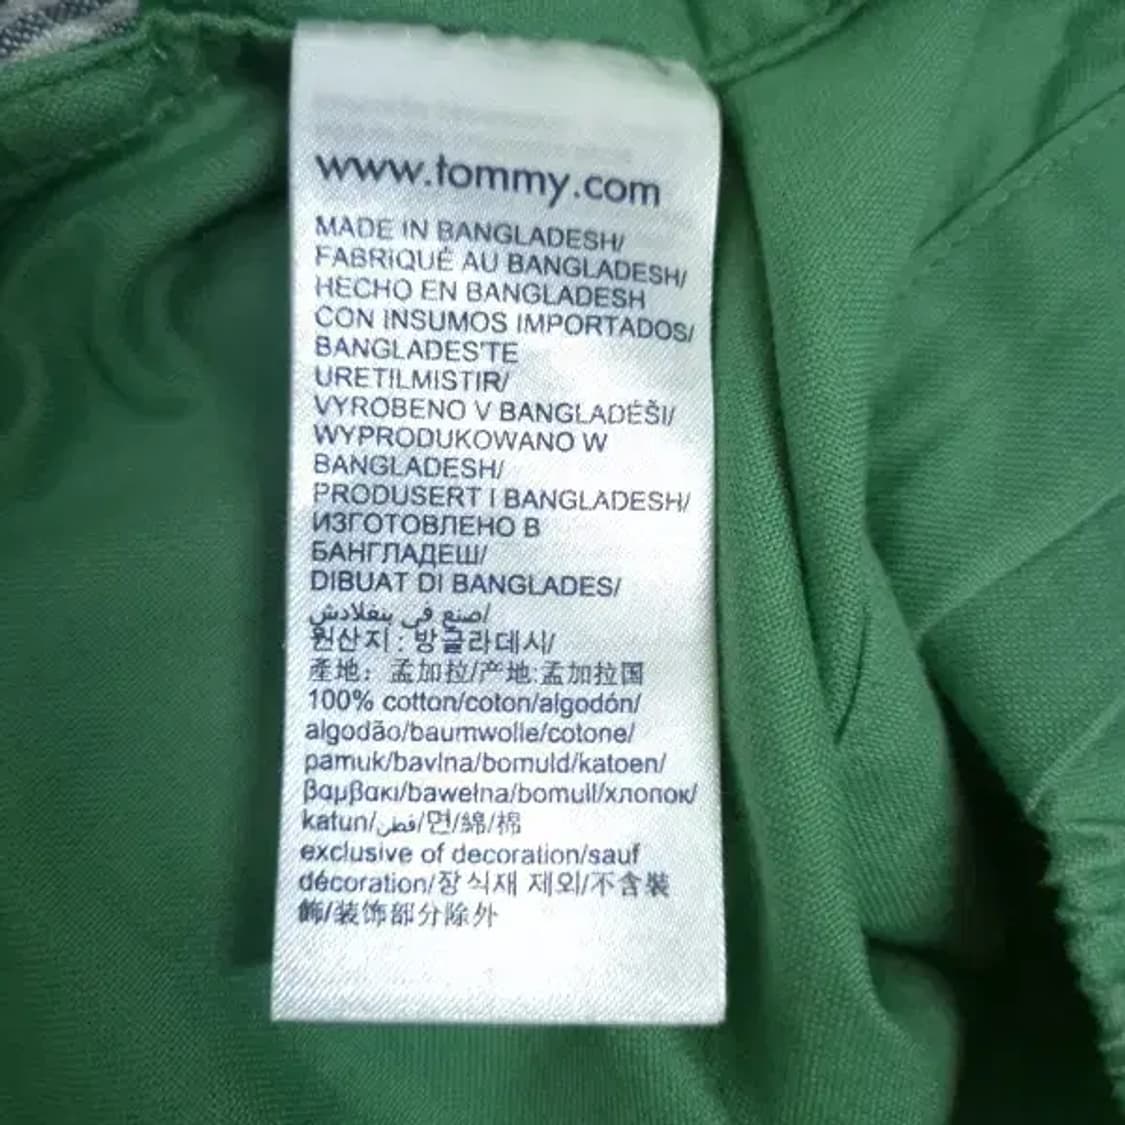 www.tommy.com
MADE IN BANGLADESH/
FABRIQUÉ AU BANGLADESH/
HECHO EN BANGLADESH
CON INSUMOS IMPORTADOS/
BANGLADES'TE
URETILMISTIR/
VYROBENO V BANGLADÉŠI/
WYPRODUKOWANO W
BANGLADESH/
PRODUSERT I BANGLADESH/
ИЗГОТОВЛЕНО В
БАНГЛАДЕШ/
DIBUAT DI BANGLADES/
صنع في بنغلادش/
원산지 : 방글라데시/
產地：孟加拉/产地:孟加拉国
100% cotton/coton/algodón/
algodão/baumwolle/cotone/
pamuk/bavlna/bomuld/katoen/
βαμβακι/bawełna/bomull/хлопок/
katun/قطن/면/綿/棉
exclusive of decoration/sauf
décoration/장식재 제외/不含裝
飾/装饰部分除外